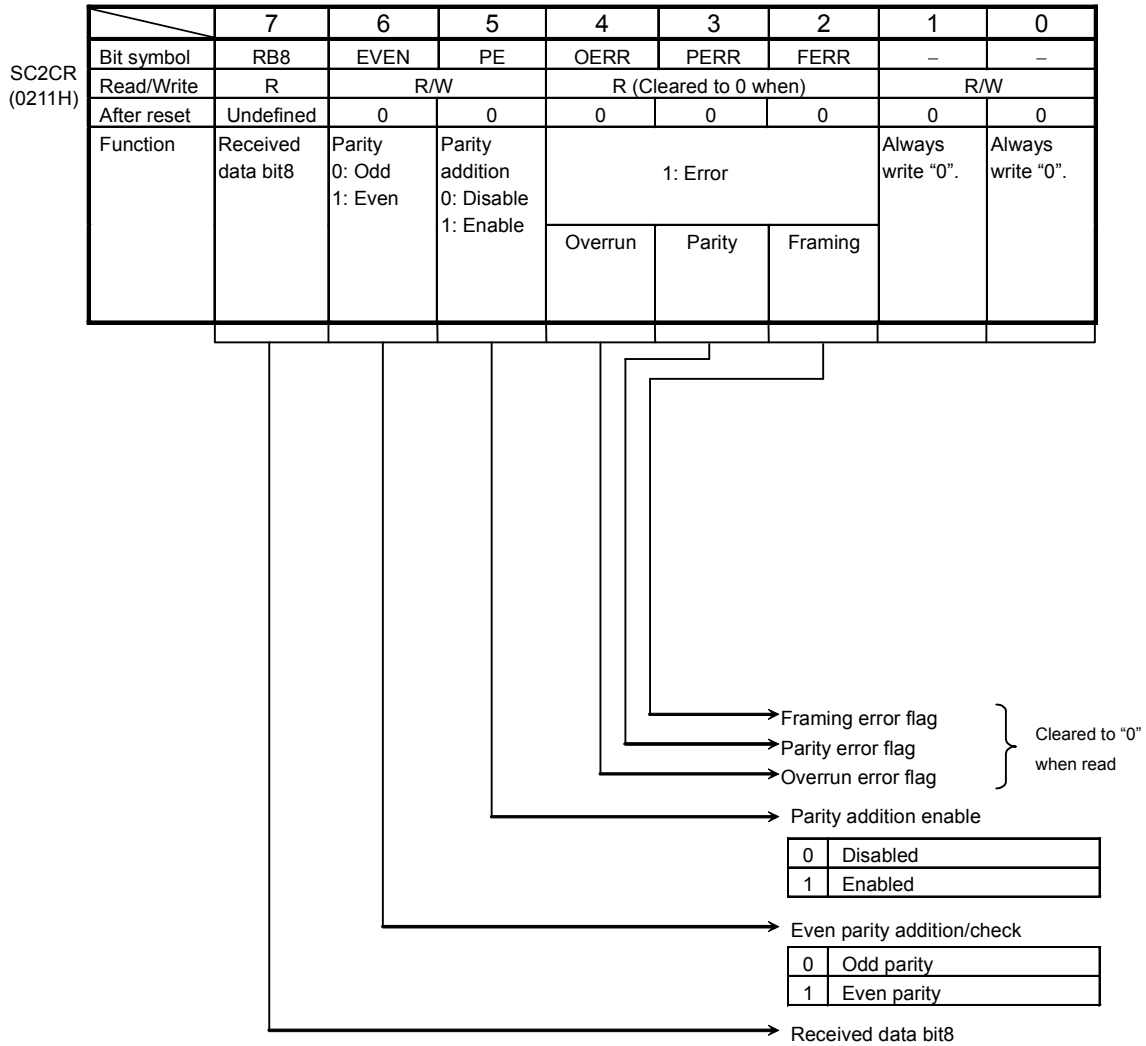 7 6 5 4 3 2 1 0
SC2CR
(0211H)
Bit symbol RB8 EVEN PE OERR PERR FERR – –
Read/Write R R/W R (Cleared to 0 when) R/W
After reset Undefined 0 0 0 0 0 0 0
Function Received data bit8
Parity
0: Odd
1: Even
Parity
addition
0: Disable
1: Enable
1: Error
Overrun Parity Framing
Always
write “0”.
Always
write “0”.
Framing error flag
Parity error flag
Overrun error flag
Cleared to “0”
when read
Parity addition enable
0 Disabled
1 Enabled
Even parity addition/check
0 Odd parity
1 Even parity
Received data bit8